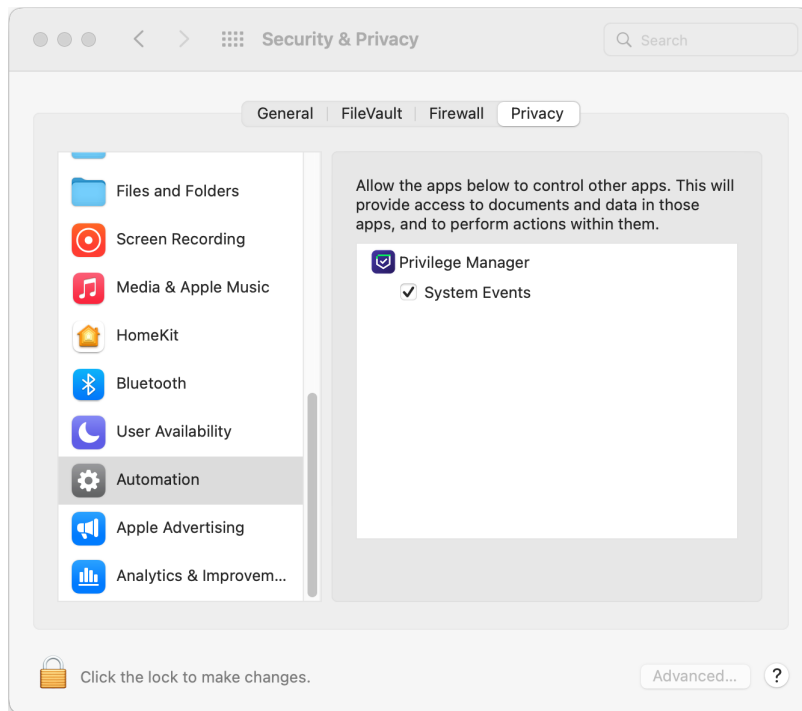 Security & Privacy
Search
General
FileVault
Firewall
Privacy
Files and Folders
Screen Recording
Media & Apple Music
HomeKit
Bluetooth
User Availability
Automation
Apple Advertising
Analytics & Improvem...
Allow the apps below to control other apps. This will
provide access to documents and data in those
apps, and to perform actions within them.
Privilege Manager
System Events
Click the lock to make changes.
Advanced...
?